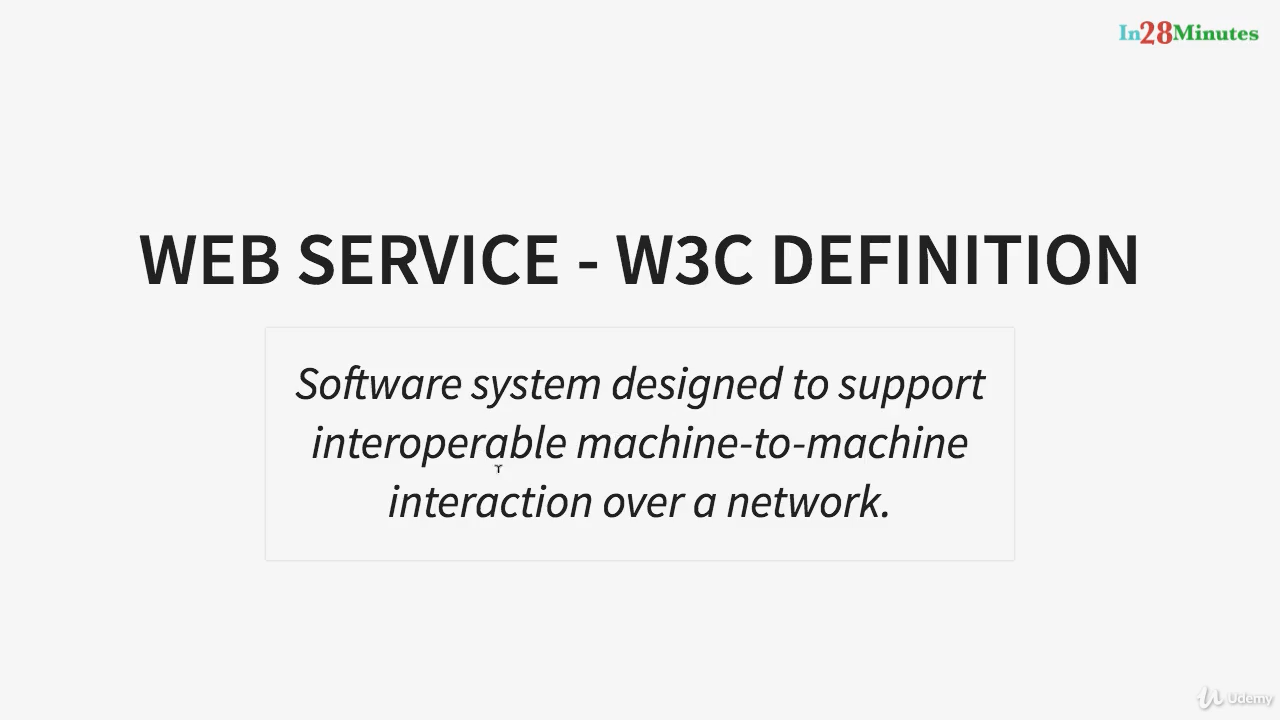 In28Minutes
WEB SERVICE - W3C DEFINITION
Software system designed to support
interoperable machine-to-machine
interaction over a network.
Udemy